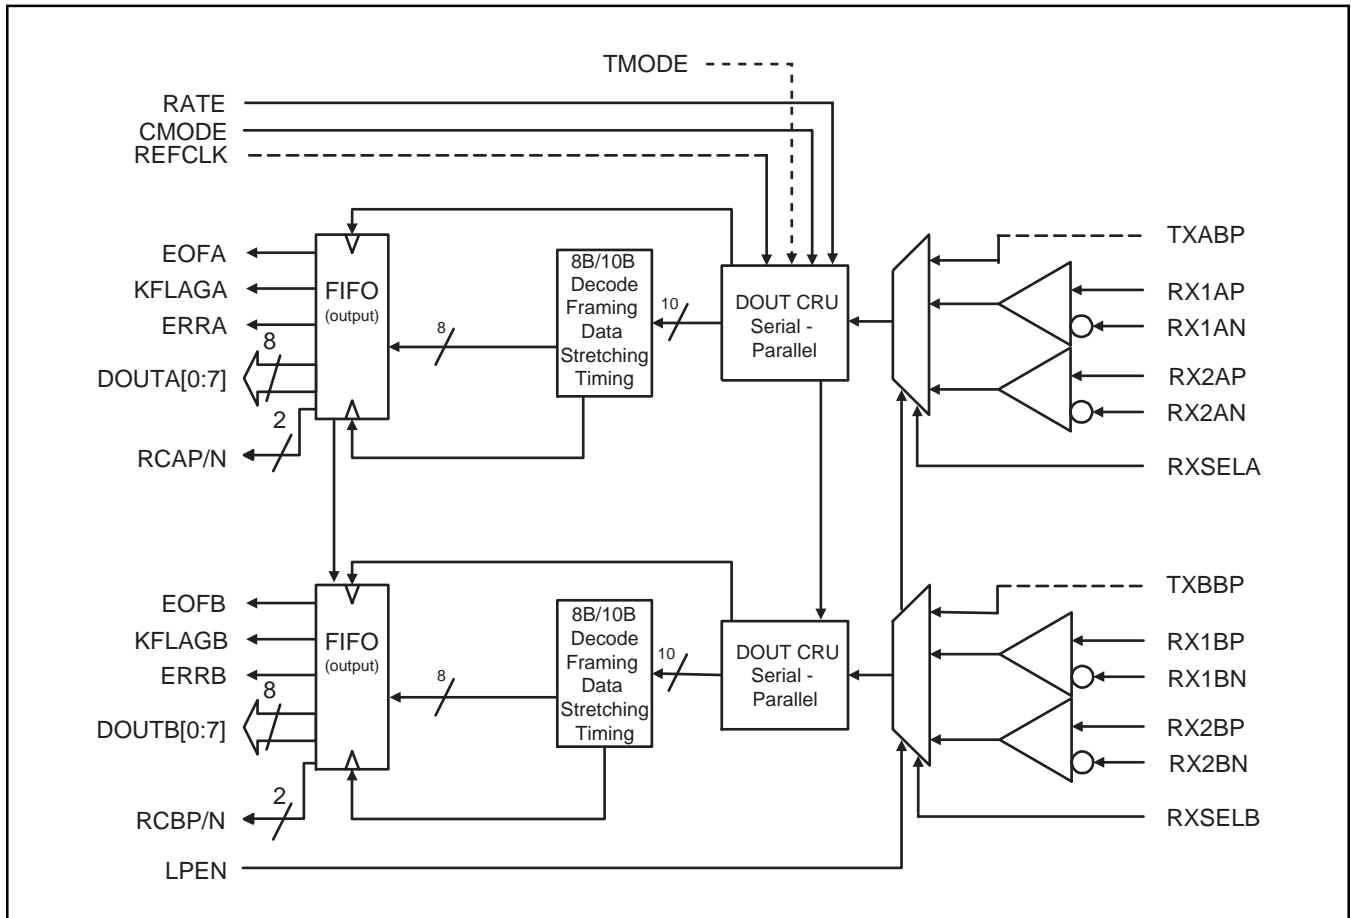 TMODE
RATE
CMODE
REFCLK
EOFA
KFLAGA
ERRA
8
DOUTA[0:7]
2
RCAP/N
FIFO
(output)
8
8B/10B
Decode
Framing
Data
Stretching
Timing
10
DOUT CRU
Serial -
Parallel
TXABP
RX1AP
RX1AN
RX2AP
RX2AN
RXSELA
EOFB
KFLAGB
ERRB
8
DOUTB[0:7]
2
RCBP/N
LPEN
FIFO
(output)
8
8B/10B
Decode
Framing
Data
Stretching
Timing
10
DOUT CRU
Serial -
Parallel
TXBBP
RX1BP
RX1BN
RX2BP
RX2BN
RXSELB